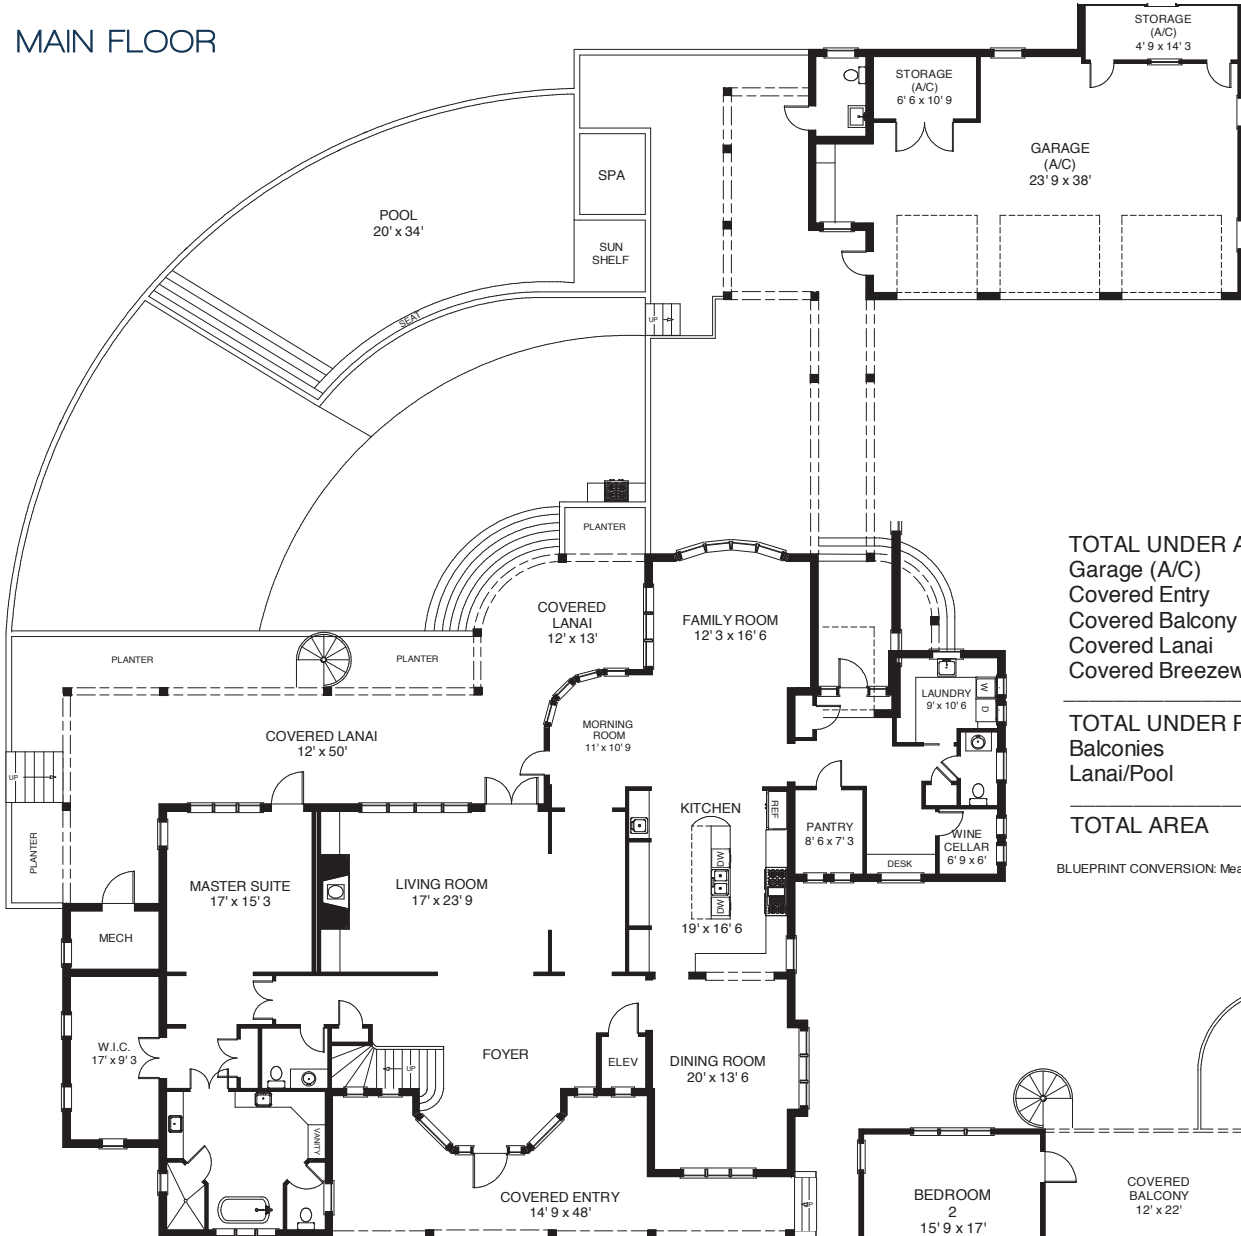 MAIN FLOOR
STORAGE
(A/C)
4' 9 x 14' 3
STORAGE
(A/C)
6' 6 x 10' 9
GARAGE
(A/C)
23' 9 x 38'
SPA
POOL
20' x 34'
SUN
SHELF
SEAT
UP
PLANTER
TOTAL UNDER A
Garage (A/C)
Covered Entry
Covered Balcony
Covered Lanai
Covered Breezew
TOTAL UNDER
Balconies
Lanai/Pool
TOTAL AREA
BLUEPRINT CONVERSION: Mea
COVERED
LANAI
12' x 13'
FAMILY ROOM
12' 3 x 16' 6
PLANTER
PLANTER
LAUNDRY
9' x 10' 6
W
D
MORNING
ROOM
11' x 10' 9
COVERED LANAI
12' x 50'
UP
KITCHEN
19' x 16' 6
REF
DW
DW
PANTRY
8' 6 x 7' 3
WINE
CELLAR
6' 9 x 6'
DESK
PLANTER
MASTER SUITE
17' x 15' 3
LIVING ROOM
17' x 23' 9
MECH
W.I.C.
17' x 9' 3
FOYER
ELEV
DINING ROOM
20' x 13' 6
UP
VANITY
COVERED ENTRY
14' 9 x 48'
UP
BEDROOM
2
15' 9 x 17'
COVERED
BALCONY
12' x 22'